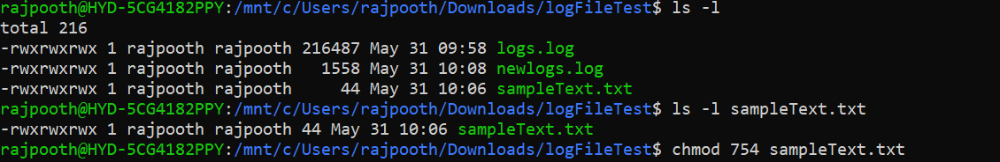 rajpooth@HYD-5CG4182PPY:/mnt/c/Users/rajpooth/Downloads/logFileTest$ ls -l
total 216
-rwxrwxrwx 1 rajpooth rajpooth 216487 May 31 09:58 logs.log
-rwxrwxrwx 1 rajpooth rajpooth   1558 May 31 10:08 newlogs.log
-rwxrwxrwx 1 rajpooth rajpooth     44 May 31 10:06 sampleText.txt
rajpooth@HYD-5CG4182PPY:/mnt/c/Users/rajpooth/Downloads/logFileTest$ ls -l sampleText.txt
-rwxrwxrwx 1 rajpooth rajpooth 44 May 31 10:06 sampleText.txt
rajpooth@HYD-5CG4182PPY:/mnt/c/Users/rajpooth/Downloads/logFileTest$ chmod 754 sampleText.txt